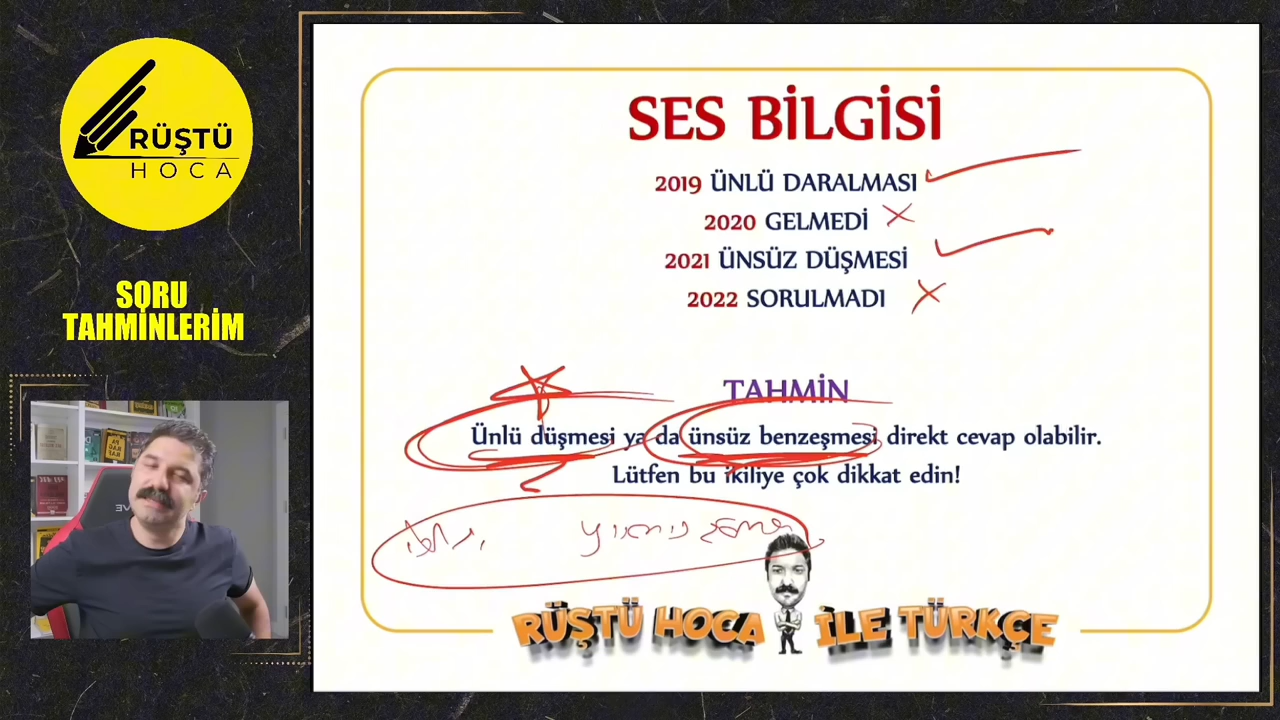 RÜŞTÜ
HOCA
SORU
TAHMİNLERİM
SES BİLGİSİ
2019 ÜNLÜ DARALMASI
2020 GELMEDİ
2021 ÜNSÜZ DÜŞMESİ
2022 SORULMADI
TAHMİN
Ünlü düşmesi ya da ünsüz benzeşmesi direkt cevap olabilir.
Lütfen bu ikiliye çok dikkat edin!
RÜŞTÜ HOCA İLE TÜRKÇE